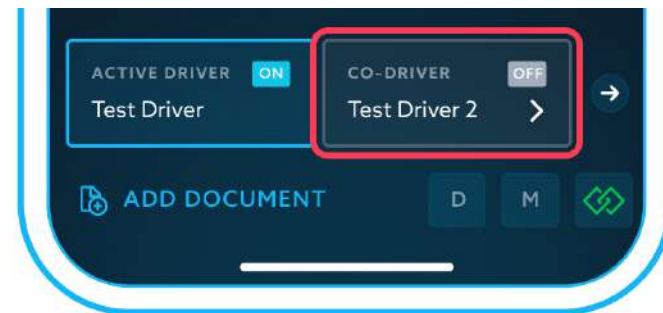 ACTIVE DRIVER ON
Test Driver
CO-DRIVER OFF
Test Driver 2
ADD DOCUMENT
D
M